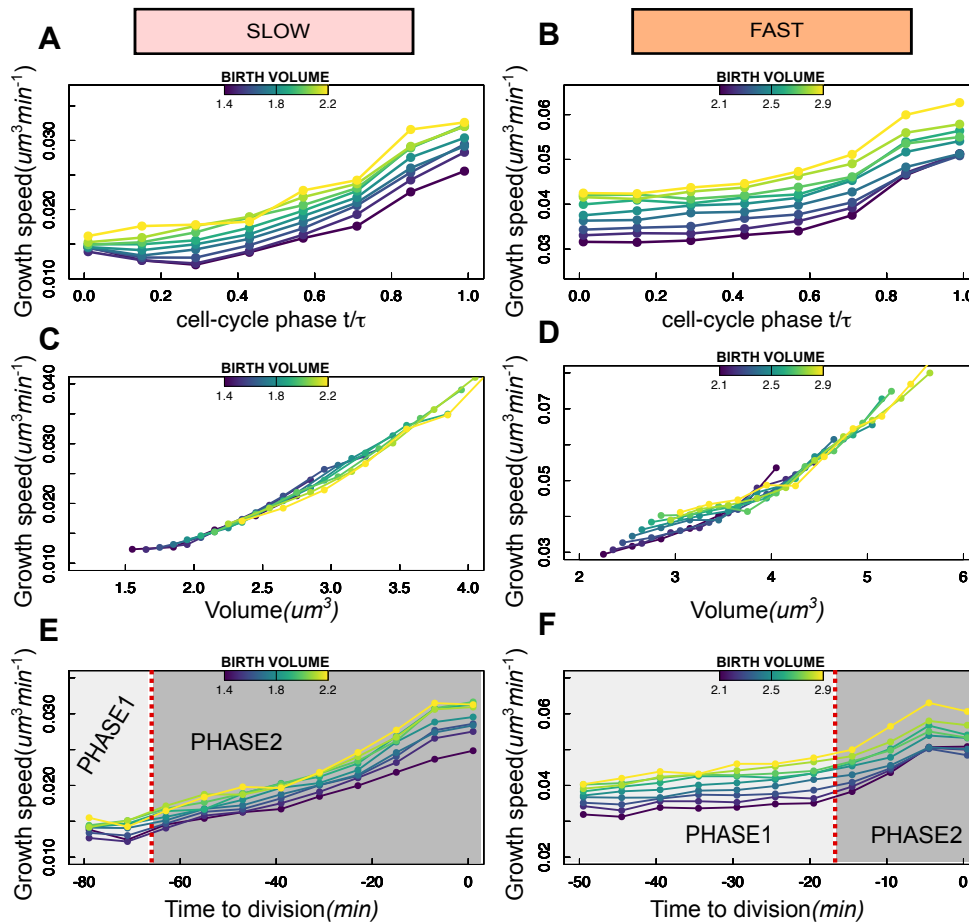 SLOW
FAST
A
B
BIRTH VOLUME
1.4 1.8 2.2
Growth speed(um³min⁻¹)
0.010 0.020 0.030
0.0 0.2 0.4 0.6 0.8 1.0
cell-cycle phase t/τ
BIRTH VOLUME
2.1 2.5 2.9
Growth speed(um³min⁻¹)
0.03 0.04 0.05 0.06
0.0 0.2 0.4 0.6 0.8 1.0
cell-cycle phase t/τ
C
D
BIRTH VOLUME
1.4 1.8 2.2
Growth speed(um³min⁻¹)
0.010 0.020 0.030 0.040
1.5 2.0 2.5 3.0 3.5 4.0
Volume(um³)
BIRTH VOLUME
2.1 2.5 2.9
Growth speed(um³min⁻¹)
0.03 0.05 0.07
2 3 4 5 6
Volume(um³)
E
F
BIRTH VOLUME
1.4 1.8 2.2
Growth speed(um³min⁻¹)
0.010 0.020 0.030
PHASE1
PHASE2
-80 -60 -40 -20 0
Time to division(min)
BIRTH VOLUME
2.1 2.5 2.9
Growth speed(um³min⁻¹)
0.02 0.04 0.06
PHASE1
PHASE2
-50 -40 -30 -20 -10 0
Time to division(min)